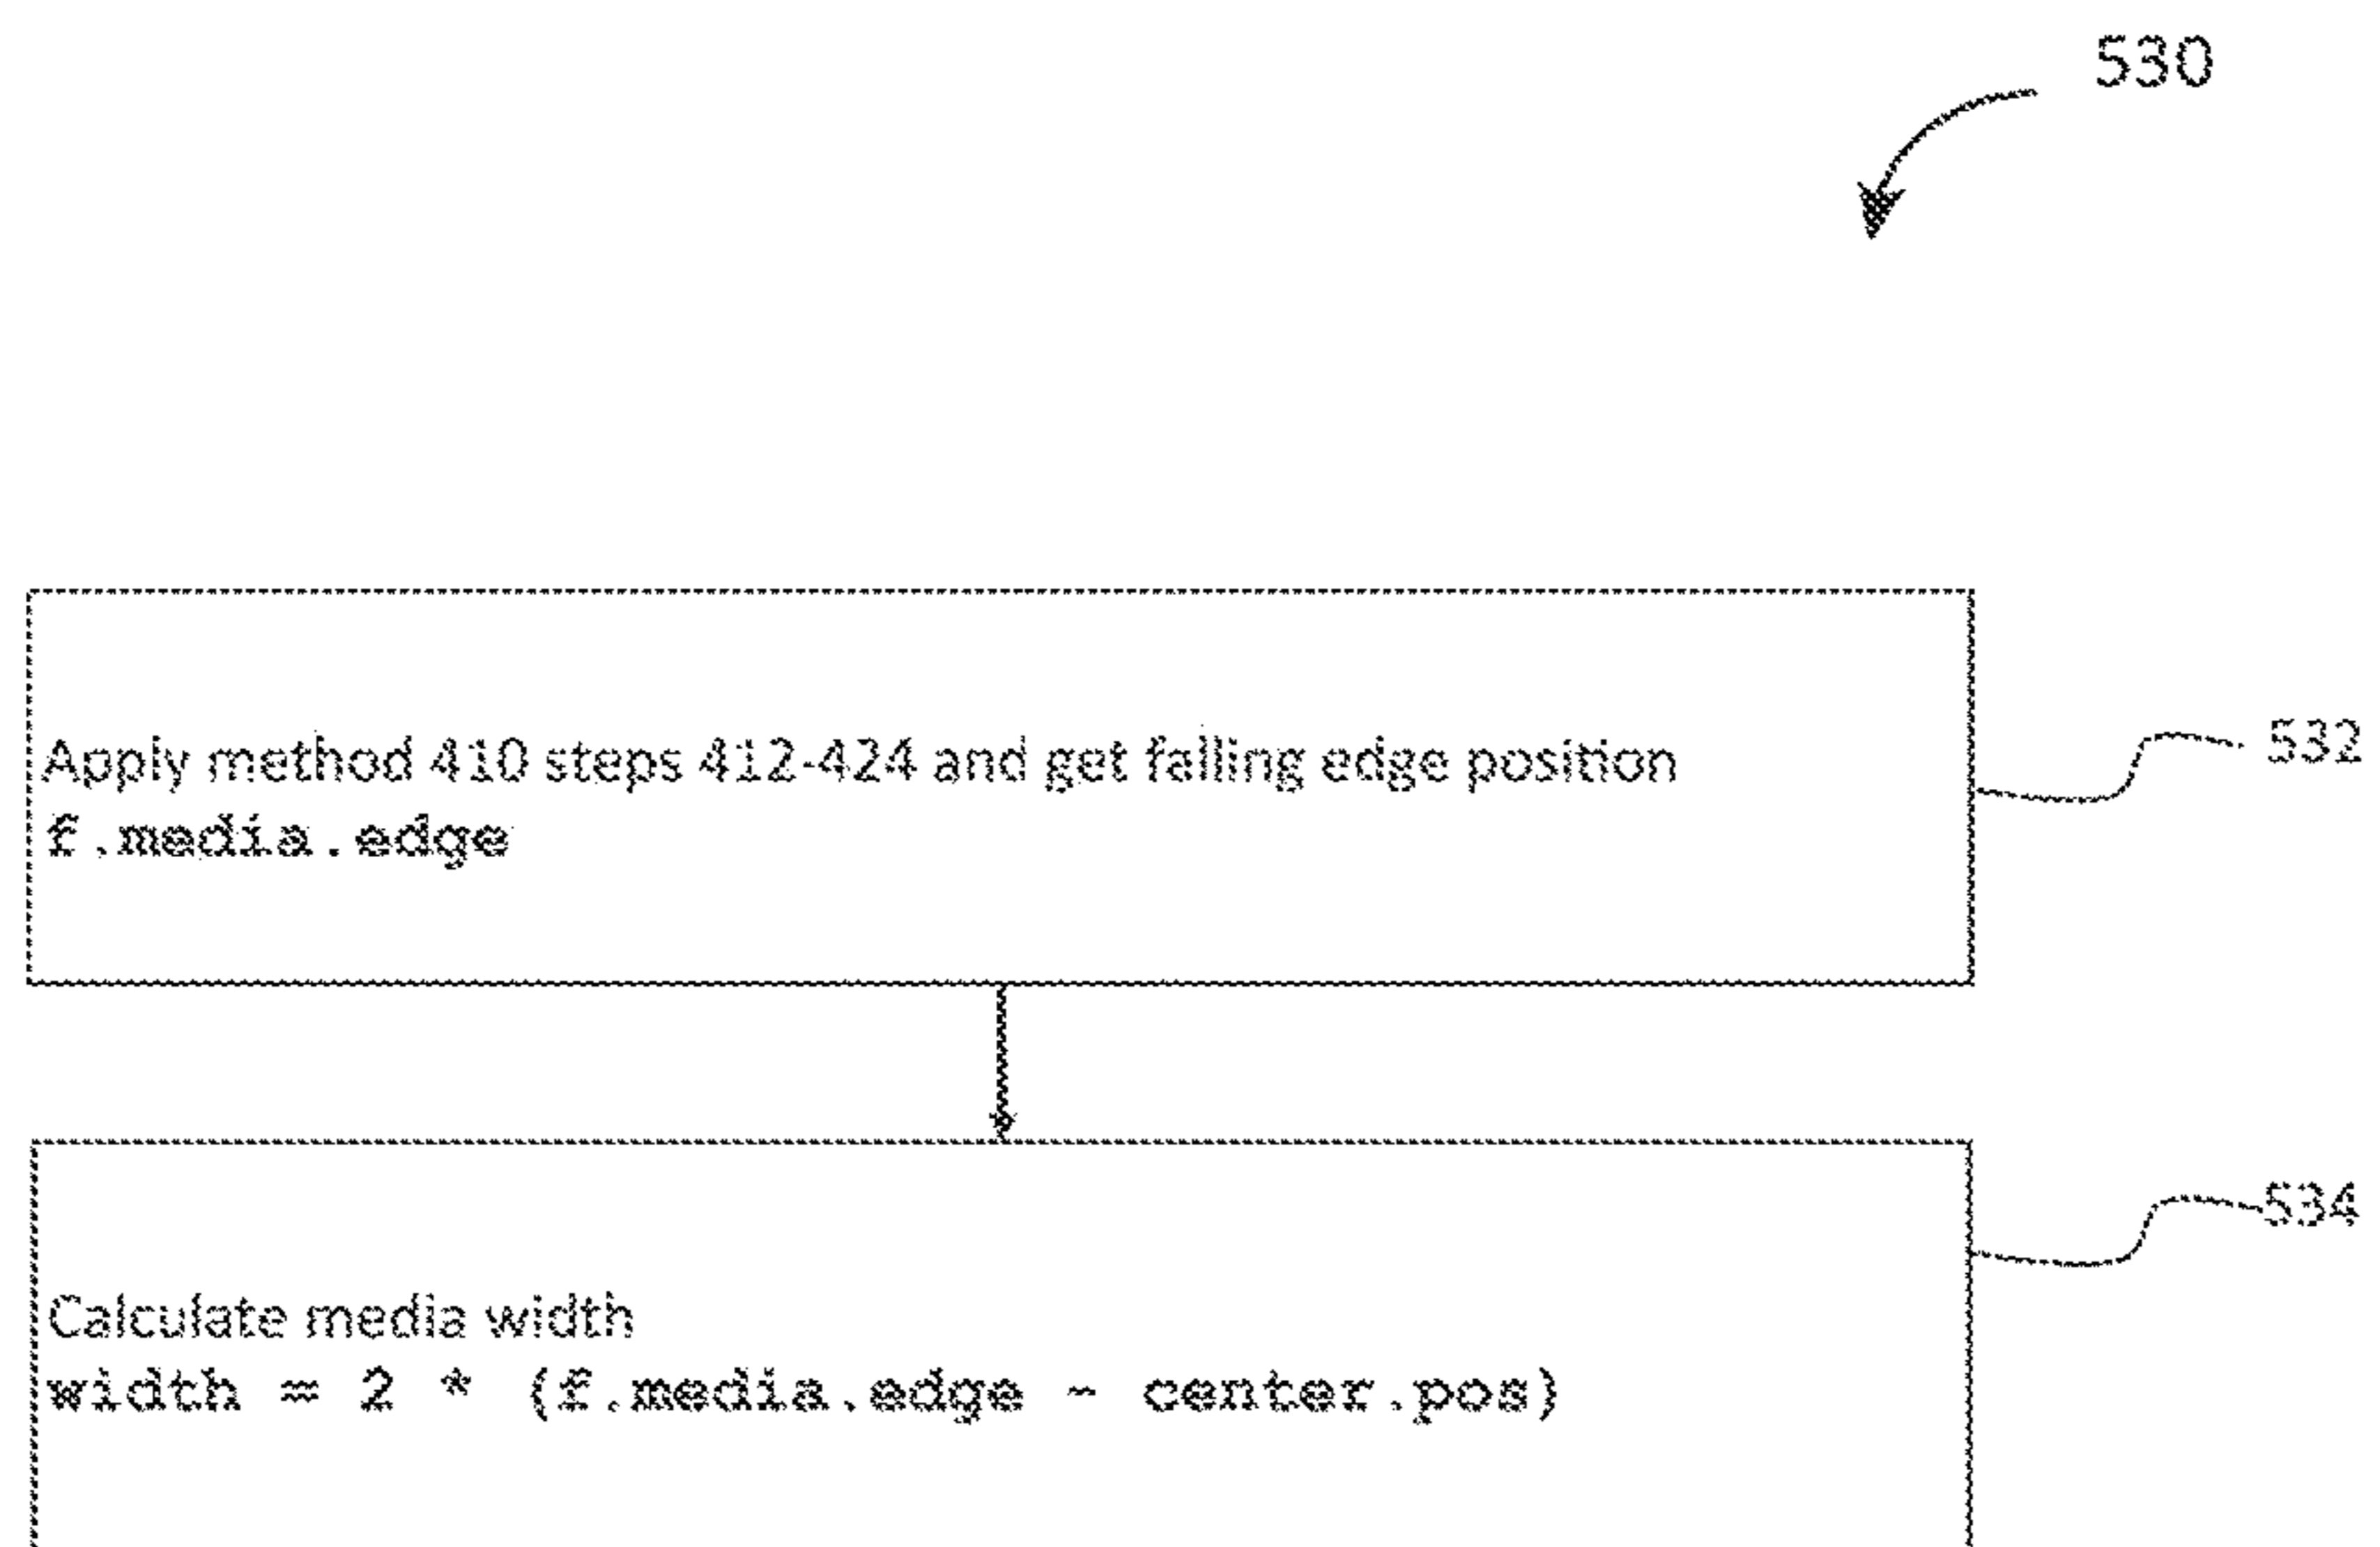 530
Apply method 410 steps 412-424 and get falling edge position
f.media.edge
532
534
Calculate media width
width = 2 * (f.media.edge - center.pos)